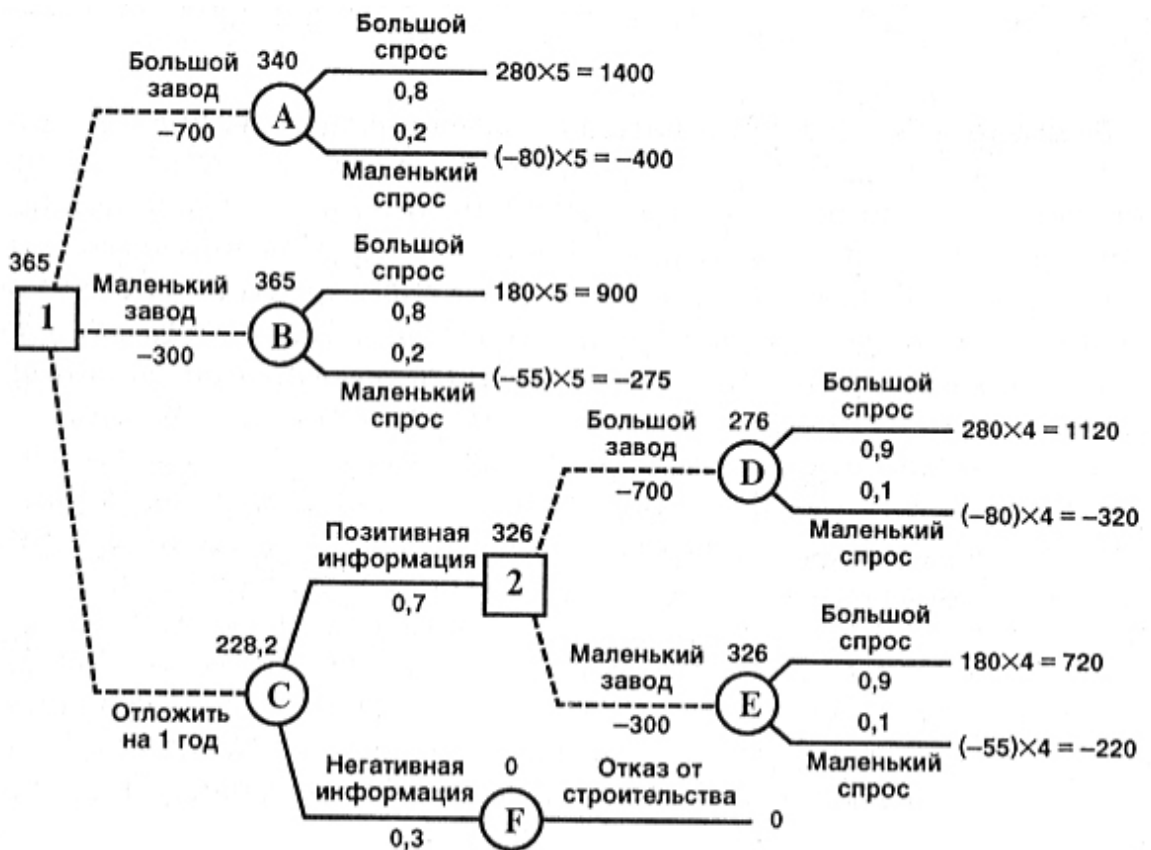 Большой
завод
−700
340
A
Большой
спрос
280×5 = 1400
0,8
0,2
(−80)×5 = −400
Маленький
спрос
365
1
Маленький
завод
−300
365
B
Большой
спрос
180×5 = 900
0,8
0,2
(−55)×5 = −275
Маленький
спрос
Отложить
на 1 год
228,2
C
Позитивная
информация
0,7
326
2
Большой
завод
−700
276
D
Большой
спрос
280×4 = 1120
0,9
0,1
(−80)×4 = −320
Маленький
спрос
Маленький
завод
−300
326
E
Большой
спрос
180×4 = 720
0,9
0,1
(−55)×4 = −220
Маленький
спрос
Негативная
информация
0,3
0
F
Отказ от
строительства
0